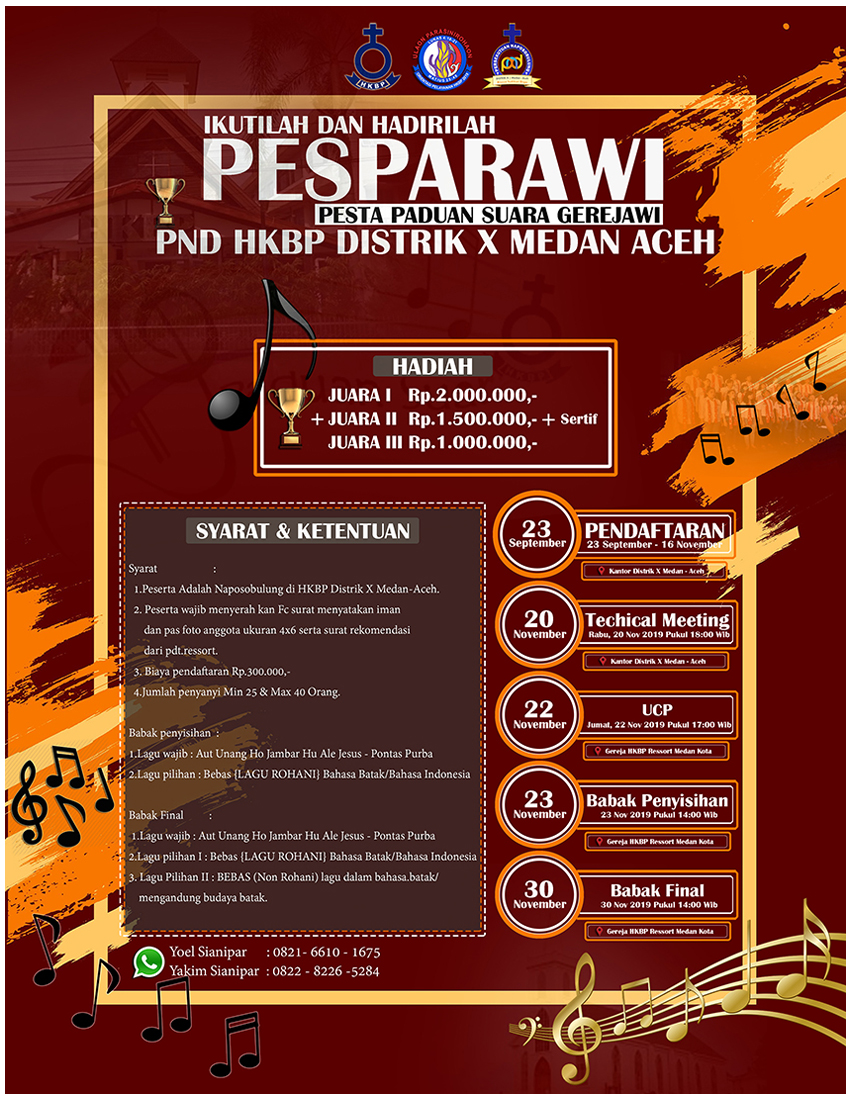 HKBP
IKUTILAH DAN HADIRILAH
PESPARAWI
PESTA PADUAN SUARA GEREJAWI
PND HKBP DISTRIK X MEDAN ACEH
HADIAH
JUARA I Rp.2.000.000,-
+ JUARA II Rp.1.500.000,- + Sertif
JUARA III Rp.1.000.000,-
SYARAT & KETENTUAN
Syarat :
1.Peserta Adalah Naposobulung di HKBP Distrik X Medan-Aceh.
2. Peserta wajib menyerah kan Fc surat menyatakan iman
dan pas foto anggota ukuran 4x6 serta surat rekomendasi
dari pdt.ressort.
3. Biaya pendaftaran Rp.300.000,-
4.Jumlah penyanyi Min 25 & Max 40 Orang.
Babak penyisihan :
1.Lagu wajib : Aut Unang Ho Jambar Hu Ale Jesus - Pontas Purba
2.Lagu pilihan : Bebas {LAGU ROHANI} Bahasa Batak/Bahasa Indonesia
Babak Final :
1.Lagu wajib : Aut Unang Ho Jambar Hu Ale Jesus - Pontas Purba
2.Lagu pilihan I : Bebas {LAGU ROHANI} Bahasa Batak/Bahasa Indonesia
3. Lagu Pilihan II : BEBAS (Non Rohani) lagu dalam bahasa.batak/
mengandung budaya batak.
Yoel Sianipar : 0821- 6610 - 1675
Yakim Sianipar : 0822 - 8226 -5284
23
September
PENDAFTARAN
23 September - 16 November
Kantor Distrik X Medan - Aceh
20
November
Techical Meeting
Rabu, 20 Nov 2019 Pukul 18:00 Wib
Kantor Distrik X Medan - Aceh
22
November
UCP
Jumat, 22 Nov 2019 Pukul 17:00 Wib
Gereja HKBP Ressort Medan Kota
23
November
Babak Penyisihan
23 Nov 2019 Pukul 14:00 Wib
Gereja HKBP Ressort Medan Kota
30
November
Babak Final
30 Nov 2019 Pukul 14:00 Wib
Gereja HKBP Ressort Medan Kota